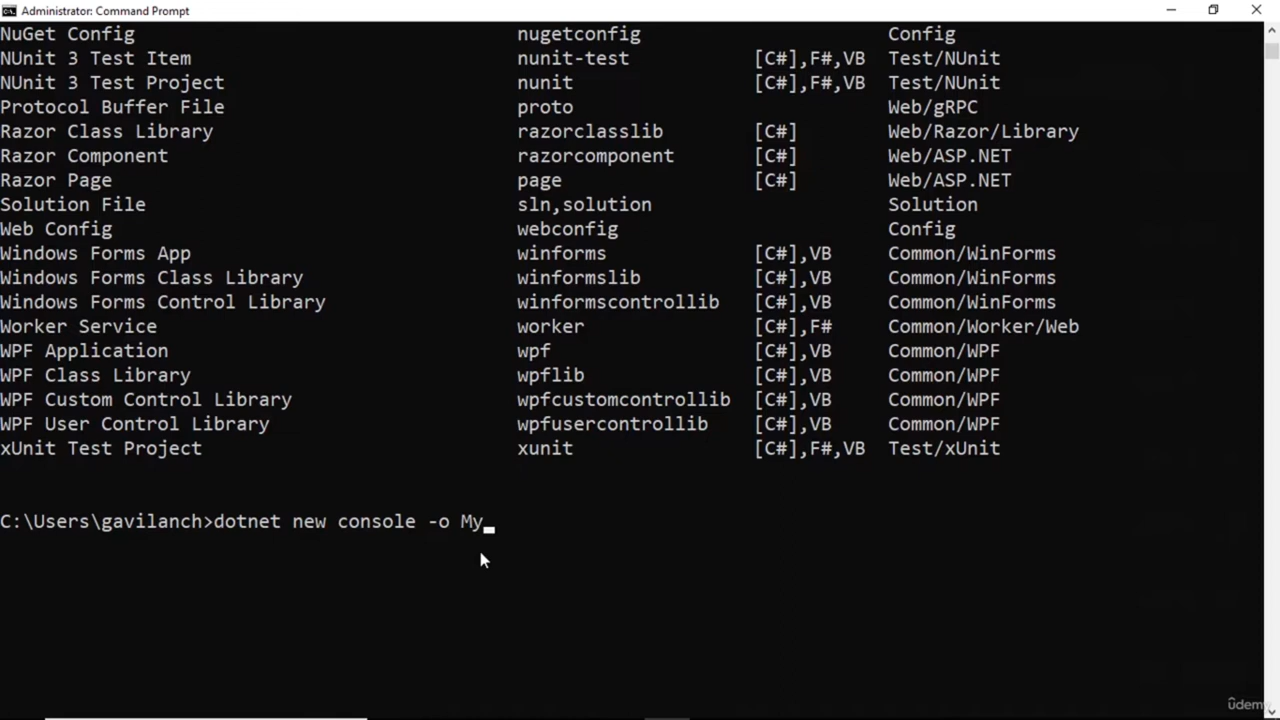 Administrator: Command Prompt
NuGet Config nugetconfig Config
NUnit 3 Test Item nunit-test [C#],F#,VB Test/NUnit
NUnit 3 Test Project nunit [C#],F#,VB Test/NUnit
Protocol Buffer File proto Web/gRPC
Razor Class Library razorclasslib [C#] Web/Razor/Library
Razor Component razorcomponent [C#] Web/ASP.NET
Razor Page page [C#] Web/ASP.NET
Solution File sln,solution Solution
Web Config webconfig Config
Windows Forms App winforms [C#],VB Common/WinForms
Windows Forms Class Library winformslib [C#],VB Common/WinForms
Windows Forms Control Library winformscontrollib [C#],VB Common/WinForms
Worker Service worker [C#],F# Common/Worker/Web
WPF Application wpf [C#],VB Common/WPF
WPF Class Library wpflib [C#],VB Common/WPF
WPF Custom Control Library wpfcustomcontrollib [C#],VB Common/WPF
WPF User Control Library wpfusercontrollib [C#],VB Common/WPF
xUnit Test Project xunit [C#],F#,VB Test/xUnit
C:\Users\gavilanch>dotnet new console -o My
ûdemy